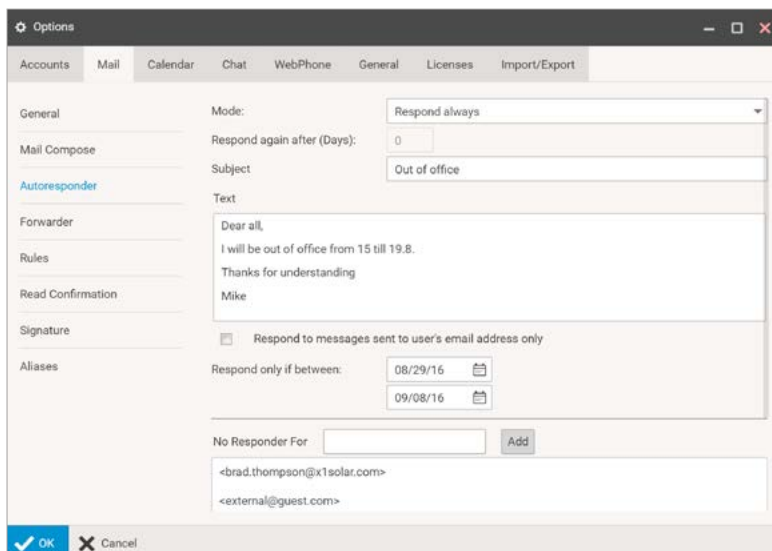 Options
Accounts Mail Calendar Chat WebPhone General Licenses Import/Export
General
Mail Compose
Autoresponder
Forwarder
Rules
Read Confirmation
Signature
Aliases
Mode: Respond always
Respond again after (Days): 0
Subject Out of office
Text
Dear all,
I will be out of office from 15 till 19.8.
Thanks for understanding
Mike
Respond to messages sent to user's email address only
Respond only if between: 08/29/16
09/08/16
No Responder For Add
<brad.thompson@x1solar.com>
<external@guest.com>
OK Cancel